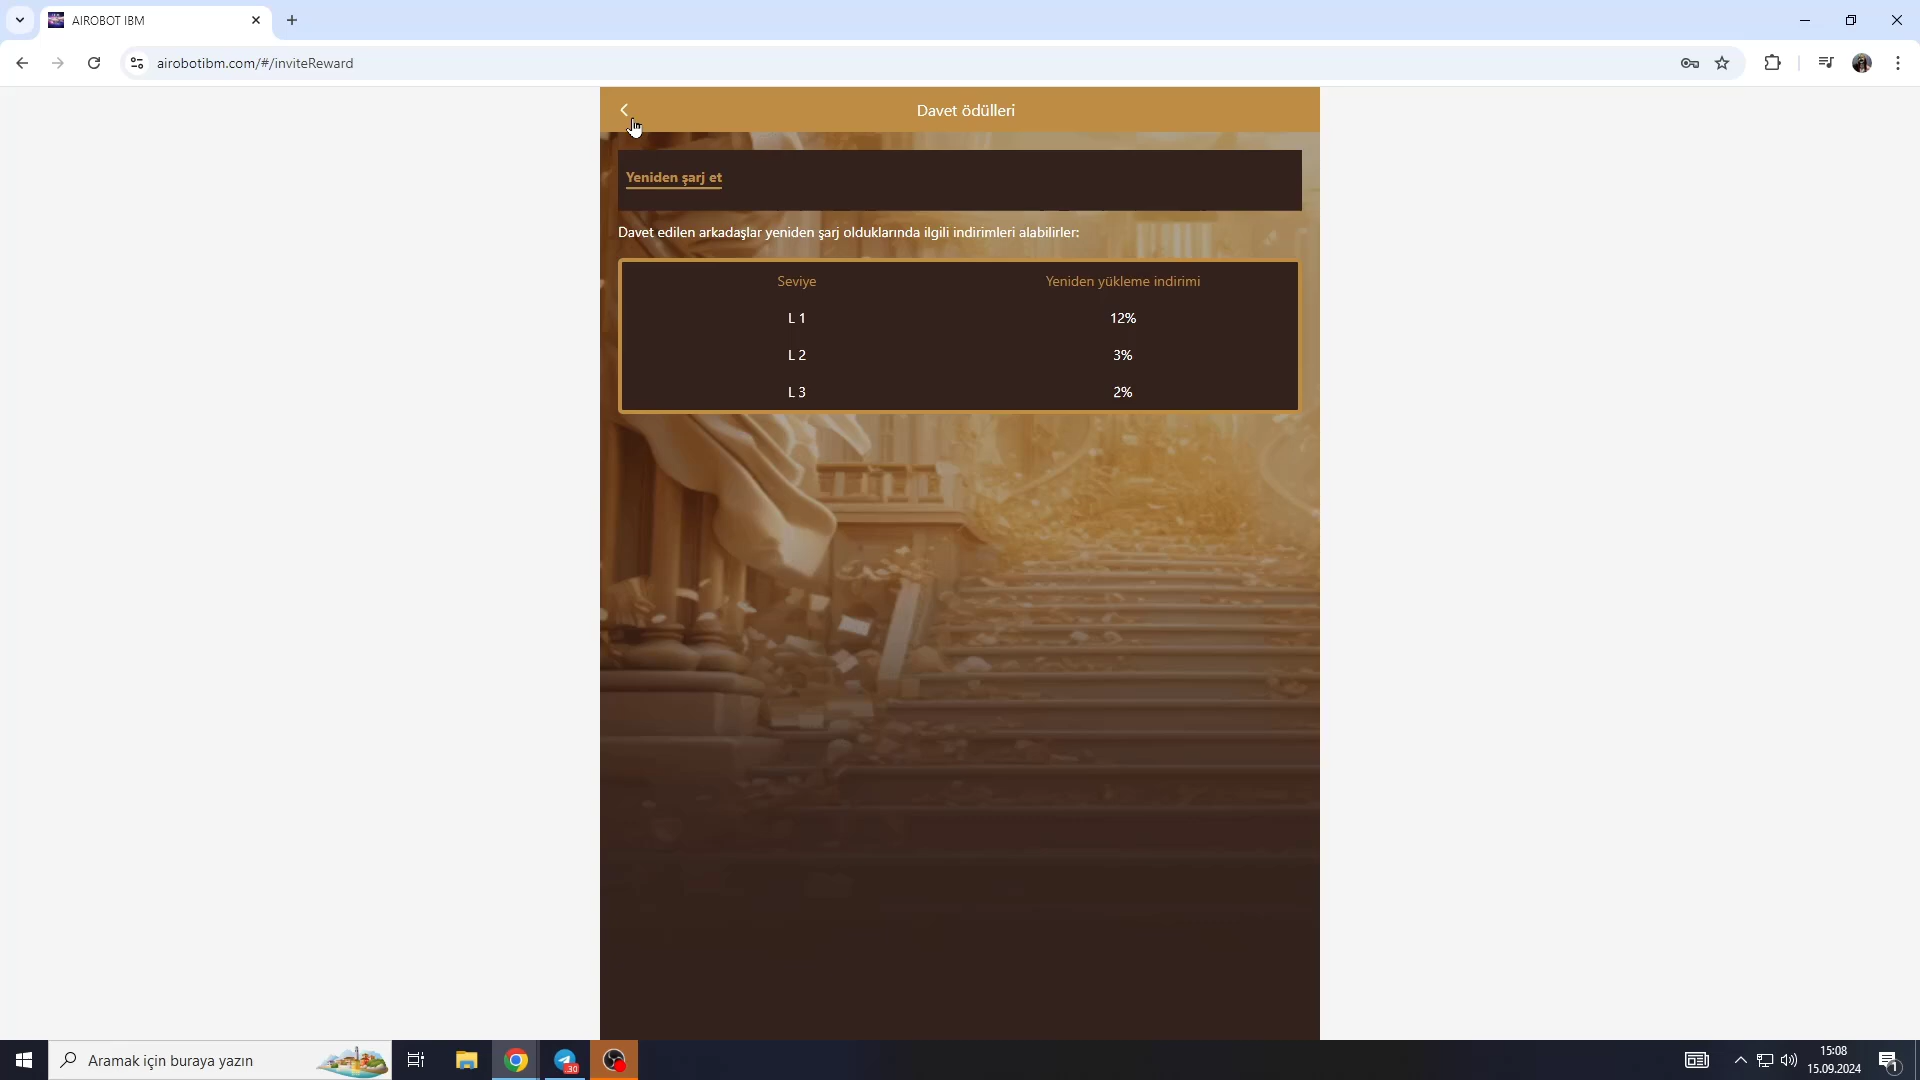 AIROBOT IBM
airobotibm.com/#/inviteReward
Davet ödülleri
Yeniden şarj et
Davet edilen arkadaşlar yeniden şarj olduklarında ilgili indirimleri alabilirler:
Seviye Yeniden yükleme indirimi
L 1 12%
L 2 3%
L 3 2%
Aramak için buraya yazın
30
15:08
15.09.2024
1